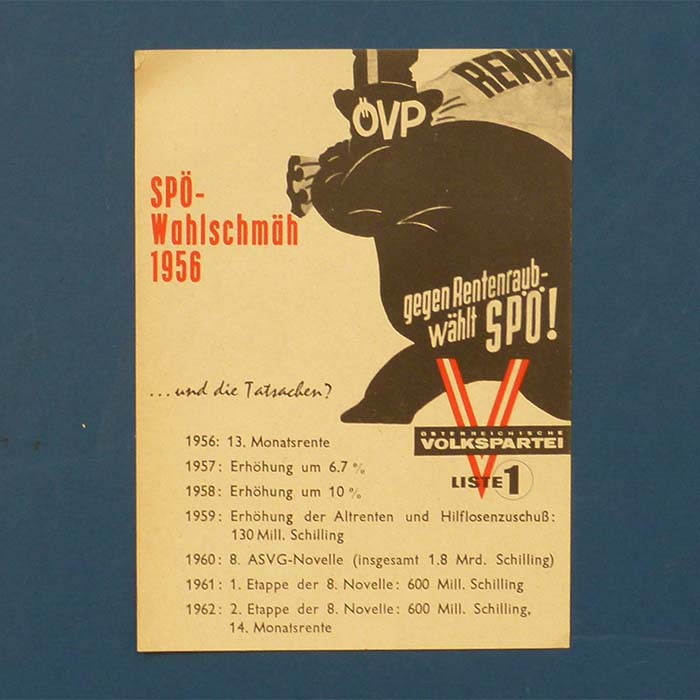 RENTEN
ÖVP
SPÖ-
Wahlschmäh
1956
gegen Rentenraub-
wählt SPÖ!
...und die Tatsachen?
ÖSTERREICHISCHE
VOLKSPARTEI
LISTE 1
1956: 13. Monatsrente
1957: Erhöhung um 6.7 %
1958: Erhöhung um 10 %
1959: Erhöhung der Altrenten und Hilflosenzuschuß:
130 Mill. Schilling
1960: 8. ASVG-Novelle (insgesamt 1.8 Mrd. Schilling)
1961: 1. Etappe der 8. Novelle: 600 Mill. Schilling
1962: 2. Etappe der 8. Novelle: 600 Mill. Schilling,
14. Monatsrente